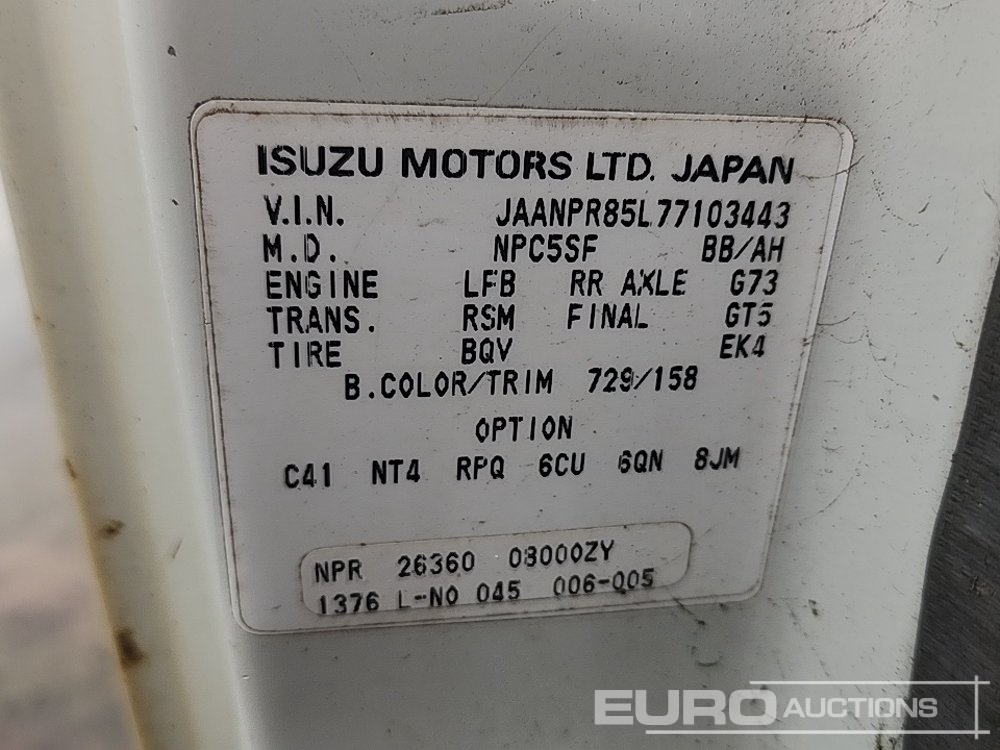 ISUZU MOTORS LTD. JAPAN
V.I.N. JAANPR85L77103443
M.D. NPC5SF BB/AH
ENGINE LFB RR AXLE G73
TRANS. RSM FINAL GT5
TIRE BQV EK4
B.COLOR/TRIM 729/158
OPTION
C41 NT4 RPQ 6CU 6QN 8JM
NPR 26360 08000ZY
1376 L-NO 045 006-Q05
EURO AUCTIONS